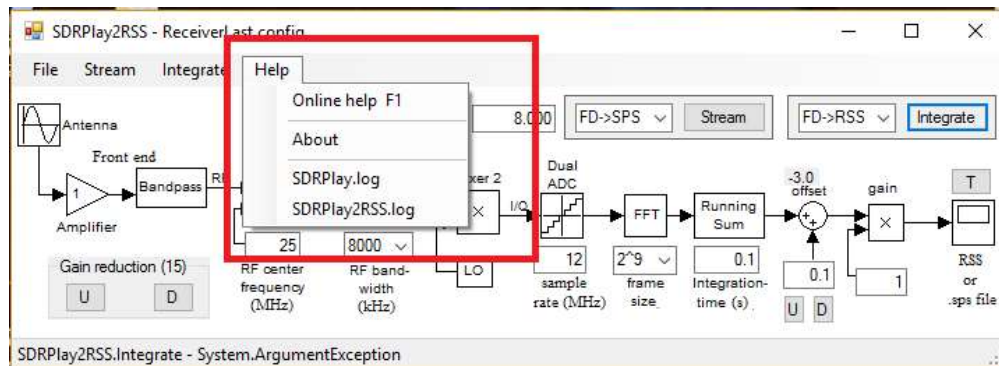 SDRPlay2RSS - ReceiverLast.config
File Stream Integrate Help
Online help F1
About
SDRPlay.log
SDRPlay2RSS.log
8.000
FD->SPS
Stream
FD->RSS
Integrate
Antenna
Front end
1
Bandpass
Amplifier
Gain reduction (15)
U D
25
RF center
frequency
(MHz)
8000
RF band-
width
(kHz)
×
LO
I/Q
Dual
ADC
12
sample
rate (MHz)
FFT
2^9
frame
size
Running
Sum
0.1
Integration-
time (s)
-3.0
offset
+
+
0.1
U D
gain
×
1
T
RSS
or
.sps file
SDRPlay2RSS.Integrate - System.ArgumentException